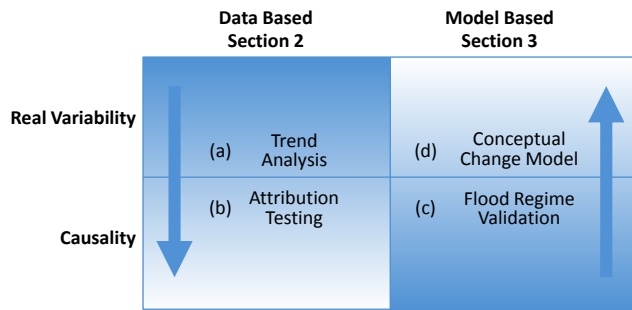 Data Based
Section 2
Model Based
Section 3
Real Variability
(a) Trend
Analysis
(d) Conceptual
Change Model
Causality
(b) Attribution
Testing
(c) Flood Regime
Validation